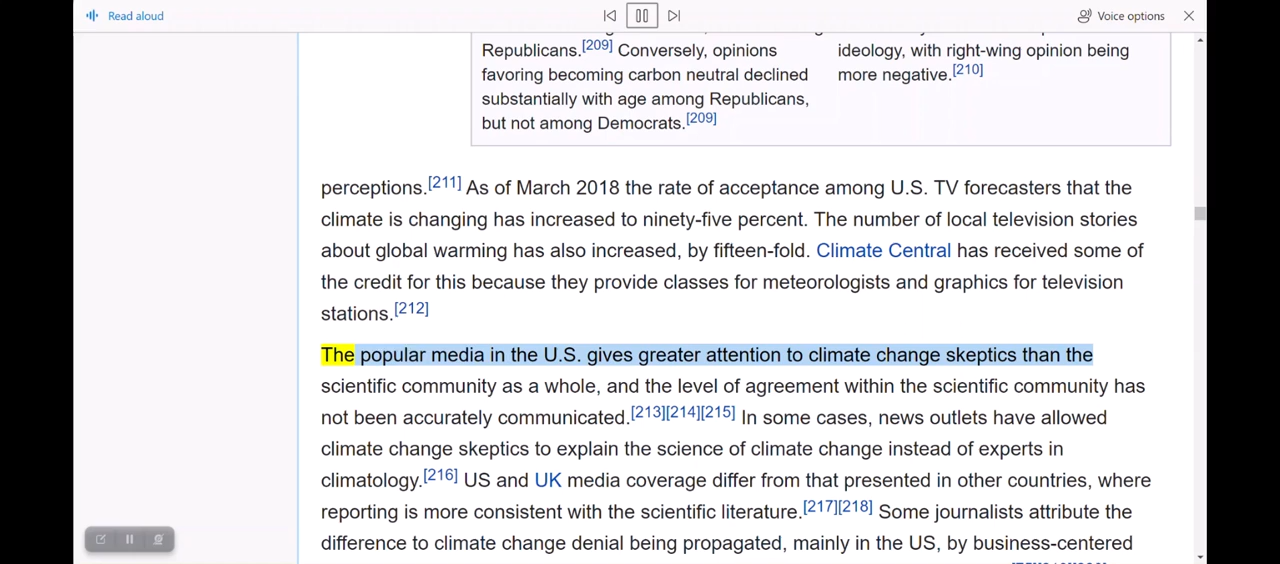 Read aloud
Voice options
Republicans.[209] Conversely, opinions
favoring becoming carbon neutral declined
substantially with age among Republicans,
but not among Democrats.[209]
ideology, with right-wing opinion being
more negative.[210]
perceptions.[211] As of March 2018 the rate of acceptance among U.S. TV forecasters that the
climate is changing has increased to ninety-five percent. The number of local television stories
about global warming has also increased, by fifteen-fold. Climate Central has received some of
the credit for this because they provide classes for meteorologists and graphics for television
stations.[212]
The popular media in the U.S. gives greater attention to climate change skeptics than the
scientific community as a whole, and the level of agreement within the scientific community has
not been accurately communicated.[213][214][215] In some cases, news outlets have allowed
climate change skeptics to explain the science of climate change instead of experts in
climatology.[216] US and UK media coverage differ from that presented in other countries, where
reporting is more consistent with the scientific literature.[217][218] Some journalists attribute the
difference to climate change denial being propagated, mainly in the US, by business-centered